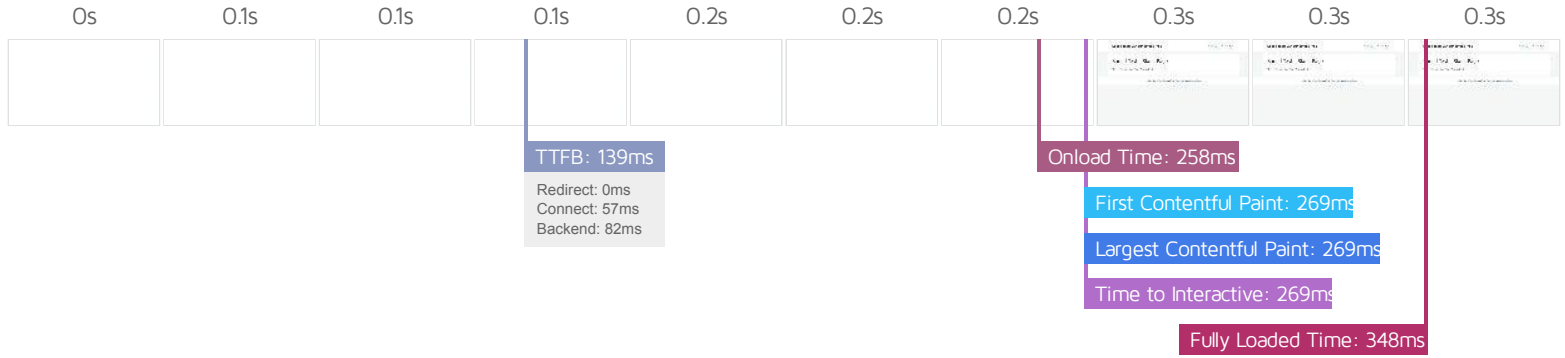 0s 0.1s 0.1s 0.1s 0.2s 0.2s 0.2s 0.3s 0.3s 0.3s
TTFB: 139ms
Redirect: 0ms
Connect: 57ms
Backend: 82ms
Onload Time: 258ms
First Contentful Paint: 269ms
Largest Contentful Paint: 269ms
Time to Interactive: 269ms
Fully Loaded Time: 348ms